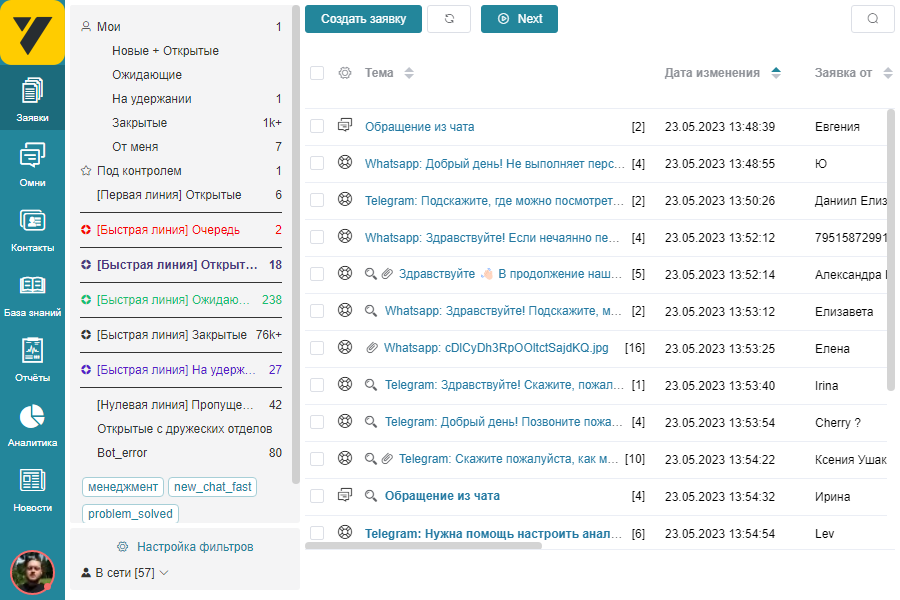 Заявки
Омни
Контакты
База знаний
Отчёты
Аналитика
Новости
Мои 1
Новые + Открытые
Ожидающие
На удержании 1
Закрытые 1k+
От меня 7
Под контролем 1
[Первая линия] Открытые 6
[Быстрая линия] Очередь 2
[Быстрая линия] Открыт... 18
[Быстрая линия] Ожидаю... 238
[Быстрая линия] Закрытые 76k+
[Быстрая линия] На удерж... 27
[Нулевая линия] Пропуще... 42
Открытые с дружеских отделов
Bot_error 80
менеджмент new_chat_fast
problem_solved
Настройка фильтров
В сети [57]
Создать заявку Next
Тема Дата изменения Заявка от
Обращение из чата [2] 23.05.2023 13:48:39 Евгения
Whatsapp: Добрый день! Не выполняет перс... [4] 23.05.2023 13:48:55 Ю
Telegram: Подскажите, где можно посмотрет... [2] 23.05.2023 13:50:26 Даниил Елиз
Whatsapp: Здравствуйте! Если нечаянно пе... [4] 23.05.2023 13:52:12 79515872991
Здравствуйте 👋🏻 В продолжение наш... [5] 23.05.2023 13:52:14 Александра
Whatsapp: Здравствуйте! Подскажите, м... [2] 23.05.2023 13:53:12 Елизавета
Whatsapp: cDlCyDh3RpOOltctSajdKQ.jpg [16] 23.05.2023 13:53:25 Елена
Telegram: Здравствуйте! Скажите, пожал... [1] 23.05.2023 13:53:40 Irina
Telegram: Добрый день! Позвоните пожа... [4] 23.05.2023 13:53:54 Cherry ?
Telegram: Скажите пожалуйста, как м... [10] 23.05.2023 13:54:22 Ксения Ушак
Обращение из чата [4] 23.05.2023 13:54:32 Ирина
Telegram: Нужна помощь настроить анал... [6] 23.05.2023 13:54:54 Lev